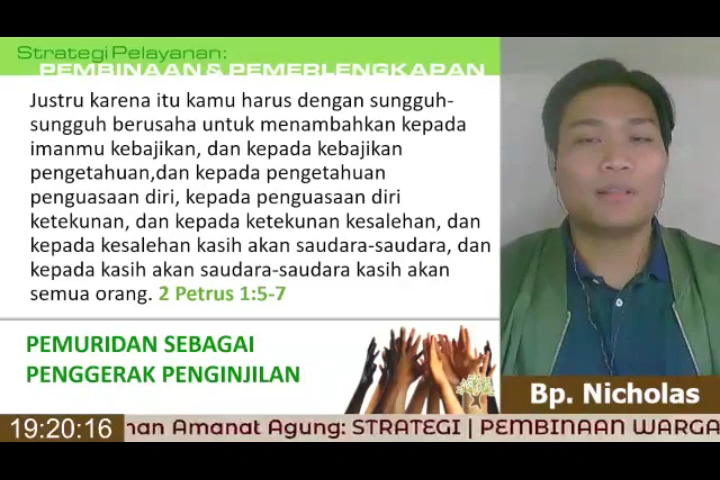 Strategi Pelayanan:
PEMBINAAN & PEMERLENGKAPAN
Justru karena itu kamu harus dengan sungguh-
sungguh berusaha untuk menambahkan kepada
imanmu kebajikan, dan kepada kebajikan
pengetahuan,dan kepada pengetahuan
penguasaan diri, kepada penguasaan diri
ketekunan, dan kepada ketekunan kesalehan, dan
kepada kesalehan kasih akan saudara-saudara, dan
kepada kasih akan saudara-saudara kasih akan
semua orang. 2 Petrus 1:5-7
PEMURIDAN SEBAGAI
PENGGERAK PENGINJILAN
Bp. Nicholas
19:20:16 nan Amanat Agung: STRATEGI | PEMBINAAN WARGA